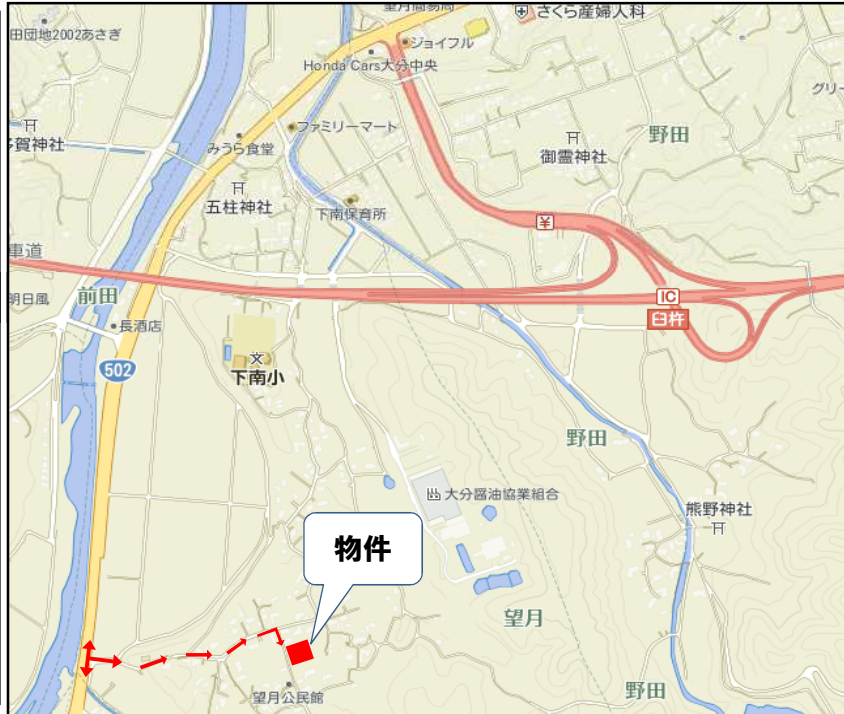 望月簡易局
さくら産婦人科
田団地2002あさぎ
ジョイフル
Honda Cars大分中央
グリー
ファミリーマート
野田
多賀神社
みうら食堂
御霊神社
五柱神社
下南保育所
¥
車道
IC
臼杵
明日風
前田
長酒店
502
文
下南小
野田
大分醤油協業組合
熊野神社
物件
望月
望月公民館
野田